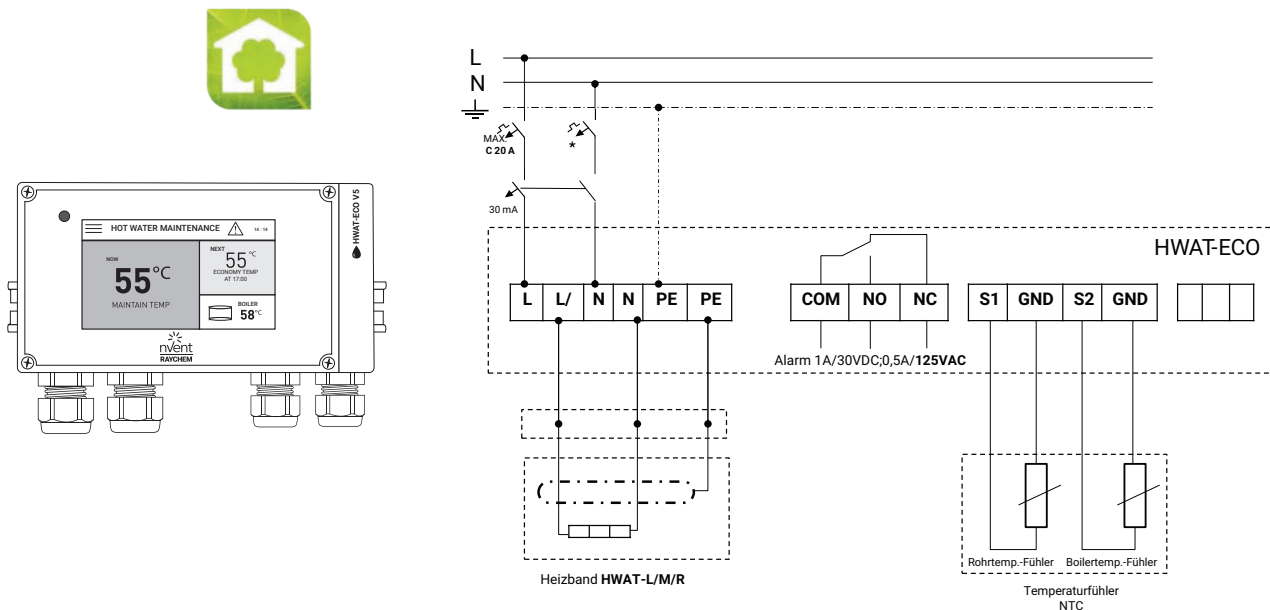 HOT WATER MAINTENANCE
14 : 14
NOW
55°C
MAINTAIN TEMP
NEXT
55°C
ECONOMY TEMP
AT 17:00
BOILER
58°C
HWAT-ECO V5
nvent
RAYCHEM
L
N
MAX.
C 20 A
*
30 mA
HWAT-ECO
L L/ N N PE PE
COM NO NC
S1 GND S2 GND
Alarm 1A/30VDC;0,5A/125VAC
Rohrtemp.-Fühler Boilertemp.-Fühler
Heizband HWAT-L/M/R
Temperaturfühler
NTC